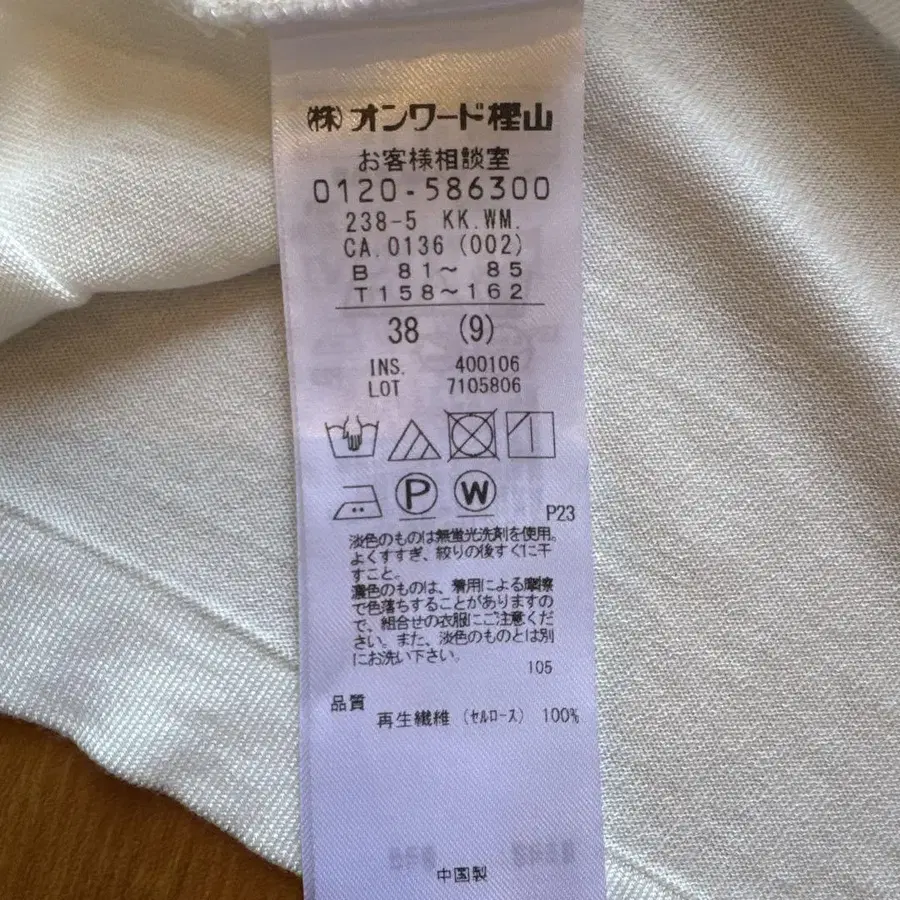 (株)オンワード樫山
お客様相談室
0120-586300
238-5 KK.WM.
CA.0136(002)
B 81〜 85
T158〜162
38 (9)
INS. 400106
LOT 7105806
P
W
P23
淡色のものは無蛍光洗剤を使用。
よくすすぎ、絞りの後すぐに干
すこと。
濃色のものは、着用による摩擦
で色落ちすることがありますの
で、組合せの衣服にご注意くだ
さい。また、淡色のものとは別
にお洗い下さい。
105
品質
再生繊維(セルロース) 100%
中国製